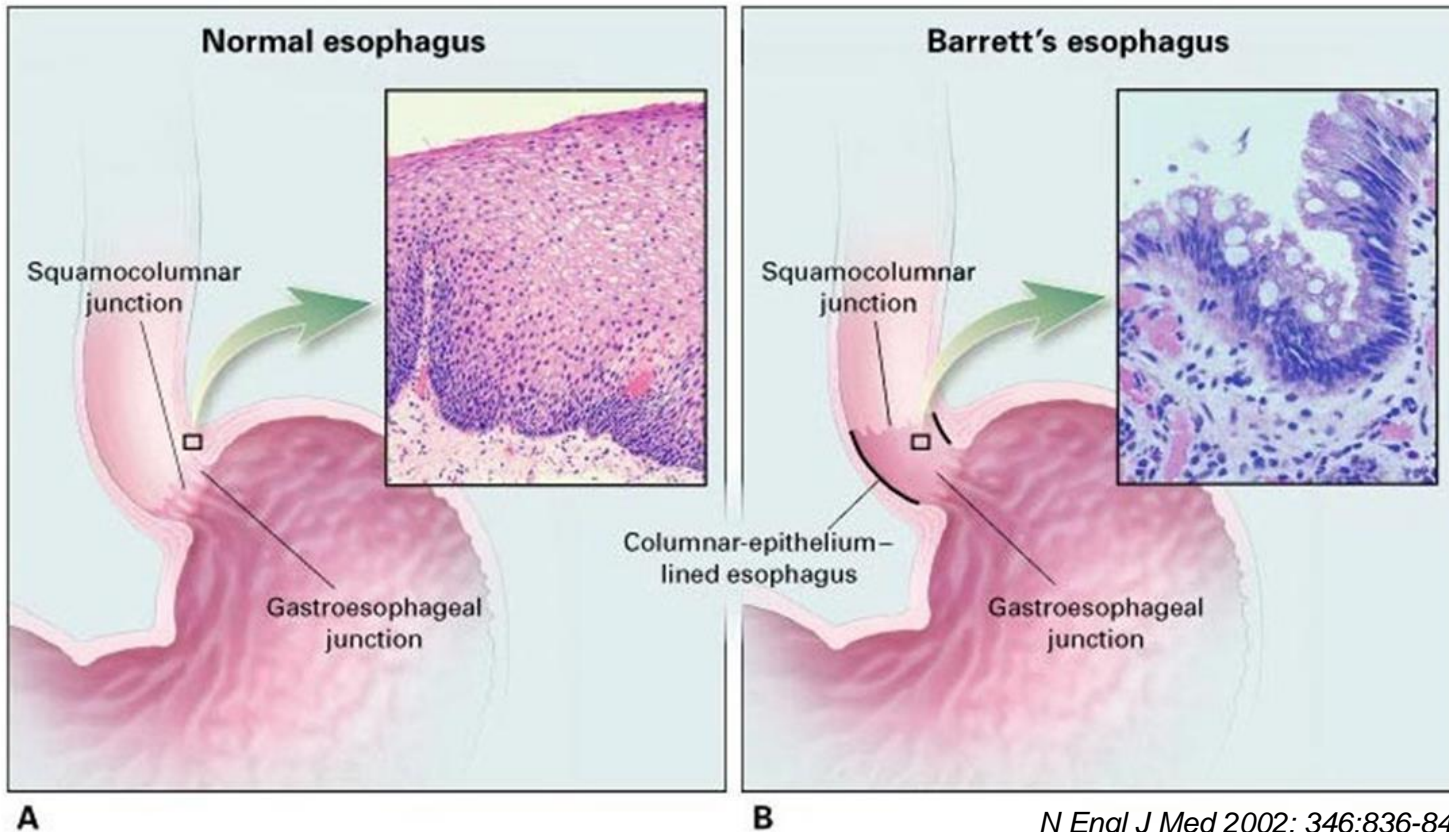 Normal esophagus
Squamocolumnar
junction
Gastroesophageal
junction
A
Barrett’s esophagus
Squamocolumnar
junction
Columnar-epithelium–
lined esophagus
Gastroesophageal
junction
B
N Engl J Med 2002; 346:836-84